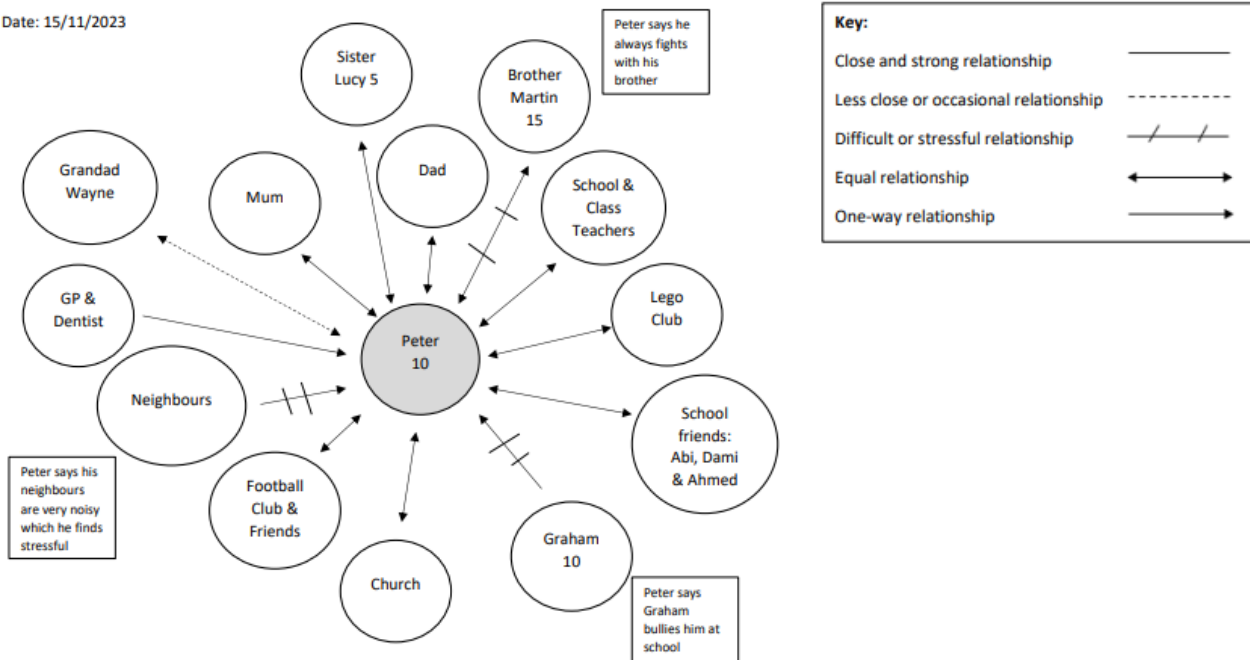 Date: 15/11/2023
Peter says he
always fights
with his
brother
Key:
Close and strong relationship
Less close or occasional relationship
Difficult or stressful relationship
Equal relationship
One-way relationship
Sister
Lucy 5
Brother
Martin
15
Grandad
Wayne
Mum
Dad
School &
Class
Teachers
GP &
Dentist
Lego
Club
Peter
10
Neighbours
School
friends:
Abi, Dami
& Ahmed
Peter says his
neighbours
are very noisy
which he finds
stressful
Football
Club &
Friends
Church
Graham
10
Peter says
Graham
bullies him at
school